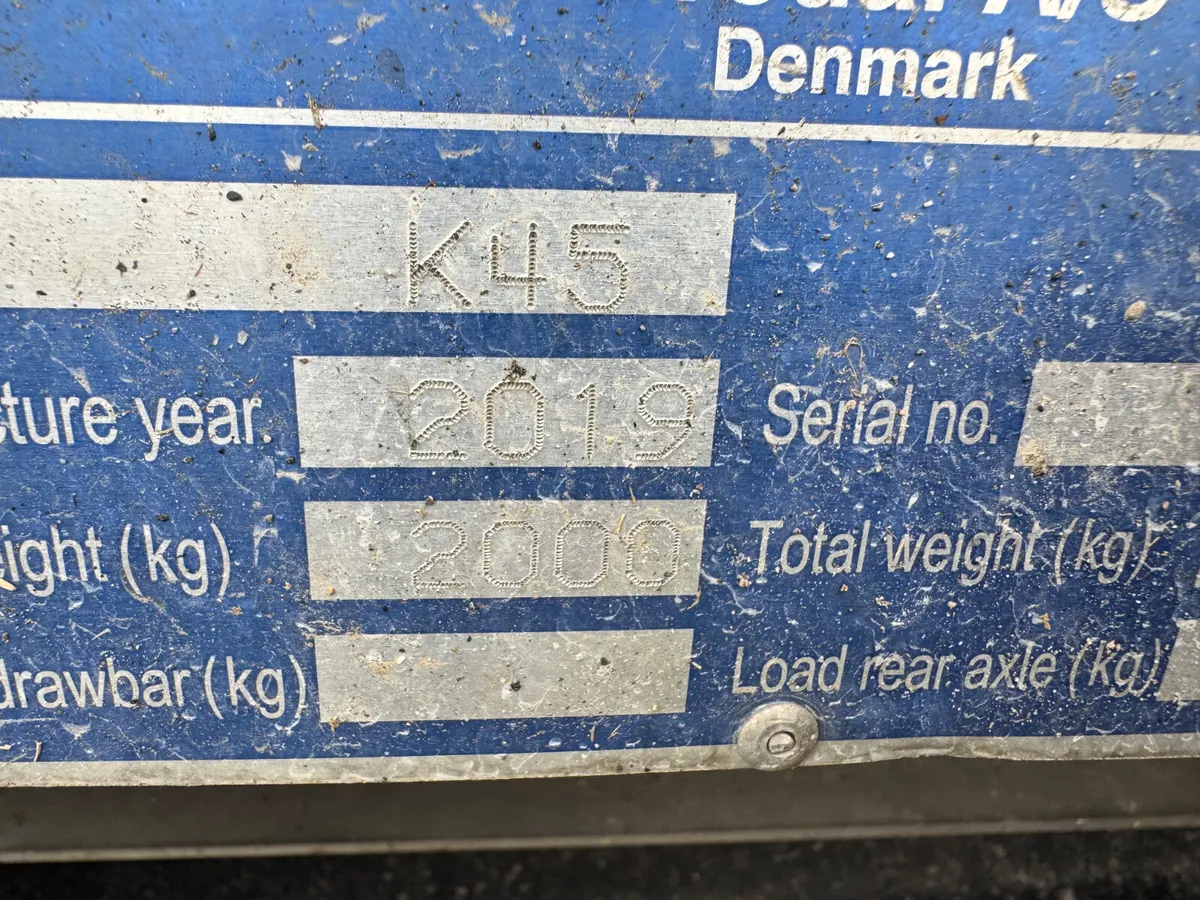 Denmark
K45
cture year 2019 Serial no.
eight (kg) 2000 Total weight (kg)
drawbar (kg) Load rear axle (kg)